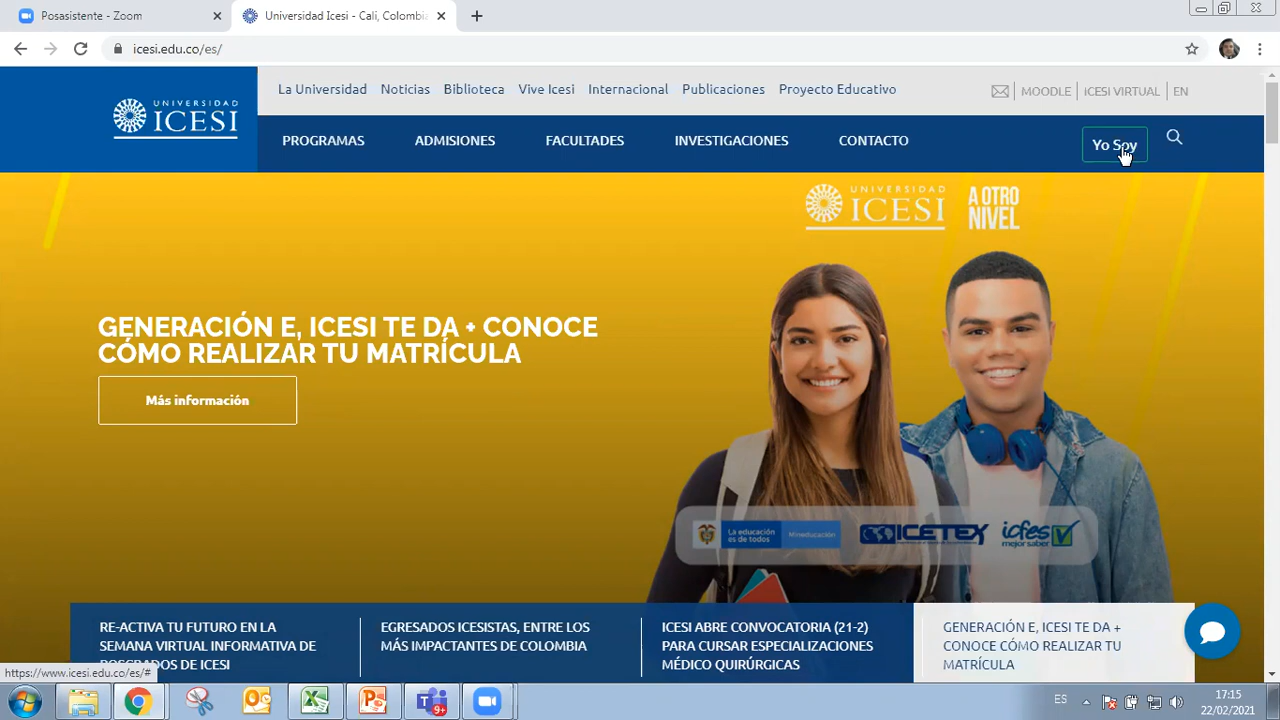 Posasistente - Zoom
Universidad Icesi - Cali, Colombia
icesi.edu.co/es/
UNIVERSIDAD
ICESI
La Universidad Noticias Biblioteca Vive Icesi Internacional Publicaciones Proyecto Educativo
MOODLE ICESI VIRTUAL EN
PROGRAMAS ADMISIONES FACULTADES INVESTIGACIONES CONTACTO
Yo Soy
UNIVERSIDAD
ICESI
A OTRO
NIVEL
GENERACIÓN E, ICESI TE DA + CONOCE
CÓMO REALIZAR TU MATRÍCULA
Más información
La educación
es de todos
Mineducación
ICETEX
icfes
mejor saber
RE-ACTIVA TU FUTURO EN LA
SEMANA VIRTUAL INFORMATIVA DE
POSGRADOS DE ICESI
EGRESADOS ICESISTAS, ENTRE LOS
MÁS IMPACTANTES DE COLOMBIA
ICESI ABRE CONVOCATORIA (21-2)
PARA CURSAR ESPECIALIZACIONES
MÉDICO QUIRÚRGICAS
GENERACIÓN E, ICESI TE DA +
CONOCE CÓMO REALIZAR TU
MATRÍCULA
https://www.icesi.edu.co/es/#
9+
ES
17:15
22/02/2021